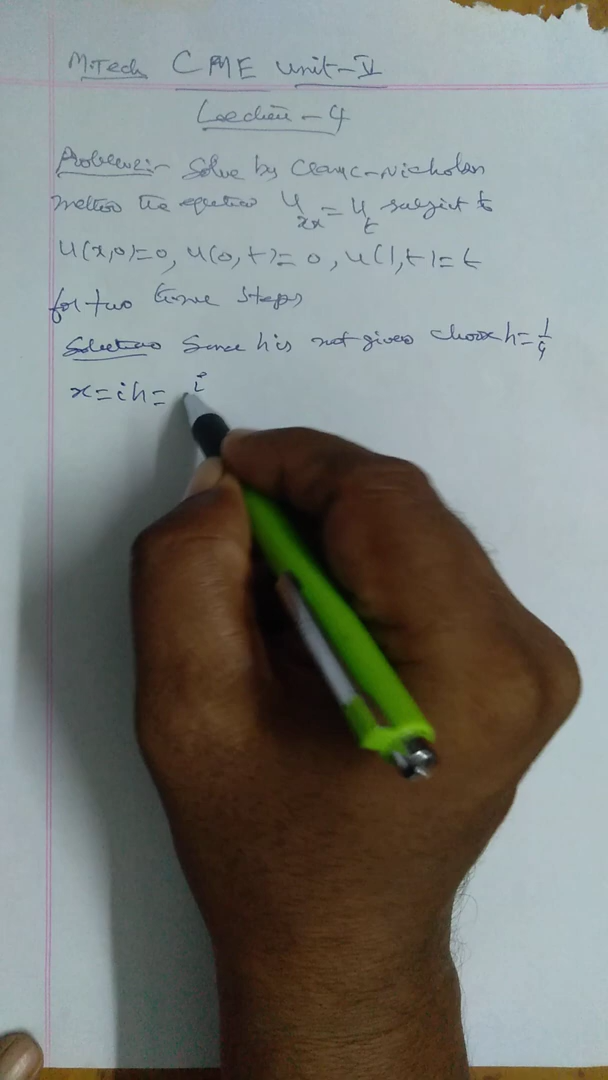 M.Tech CME unit-V
Lecture - 4
Problem:- Solve by Crank-Nicholson
method the equation u_xx = u_t subject to
u(x,0)=0, u(0,t)=0, u(1,t)=t
for two time steps
Solution Since h is not given choose h=1/4
x=ih= i